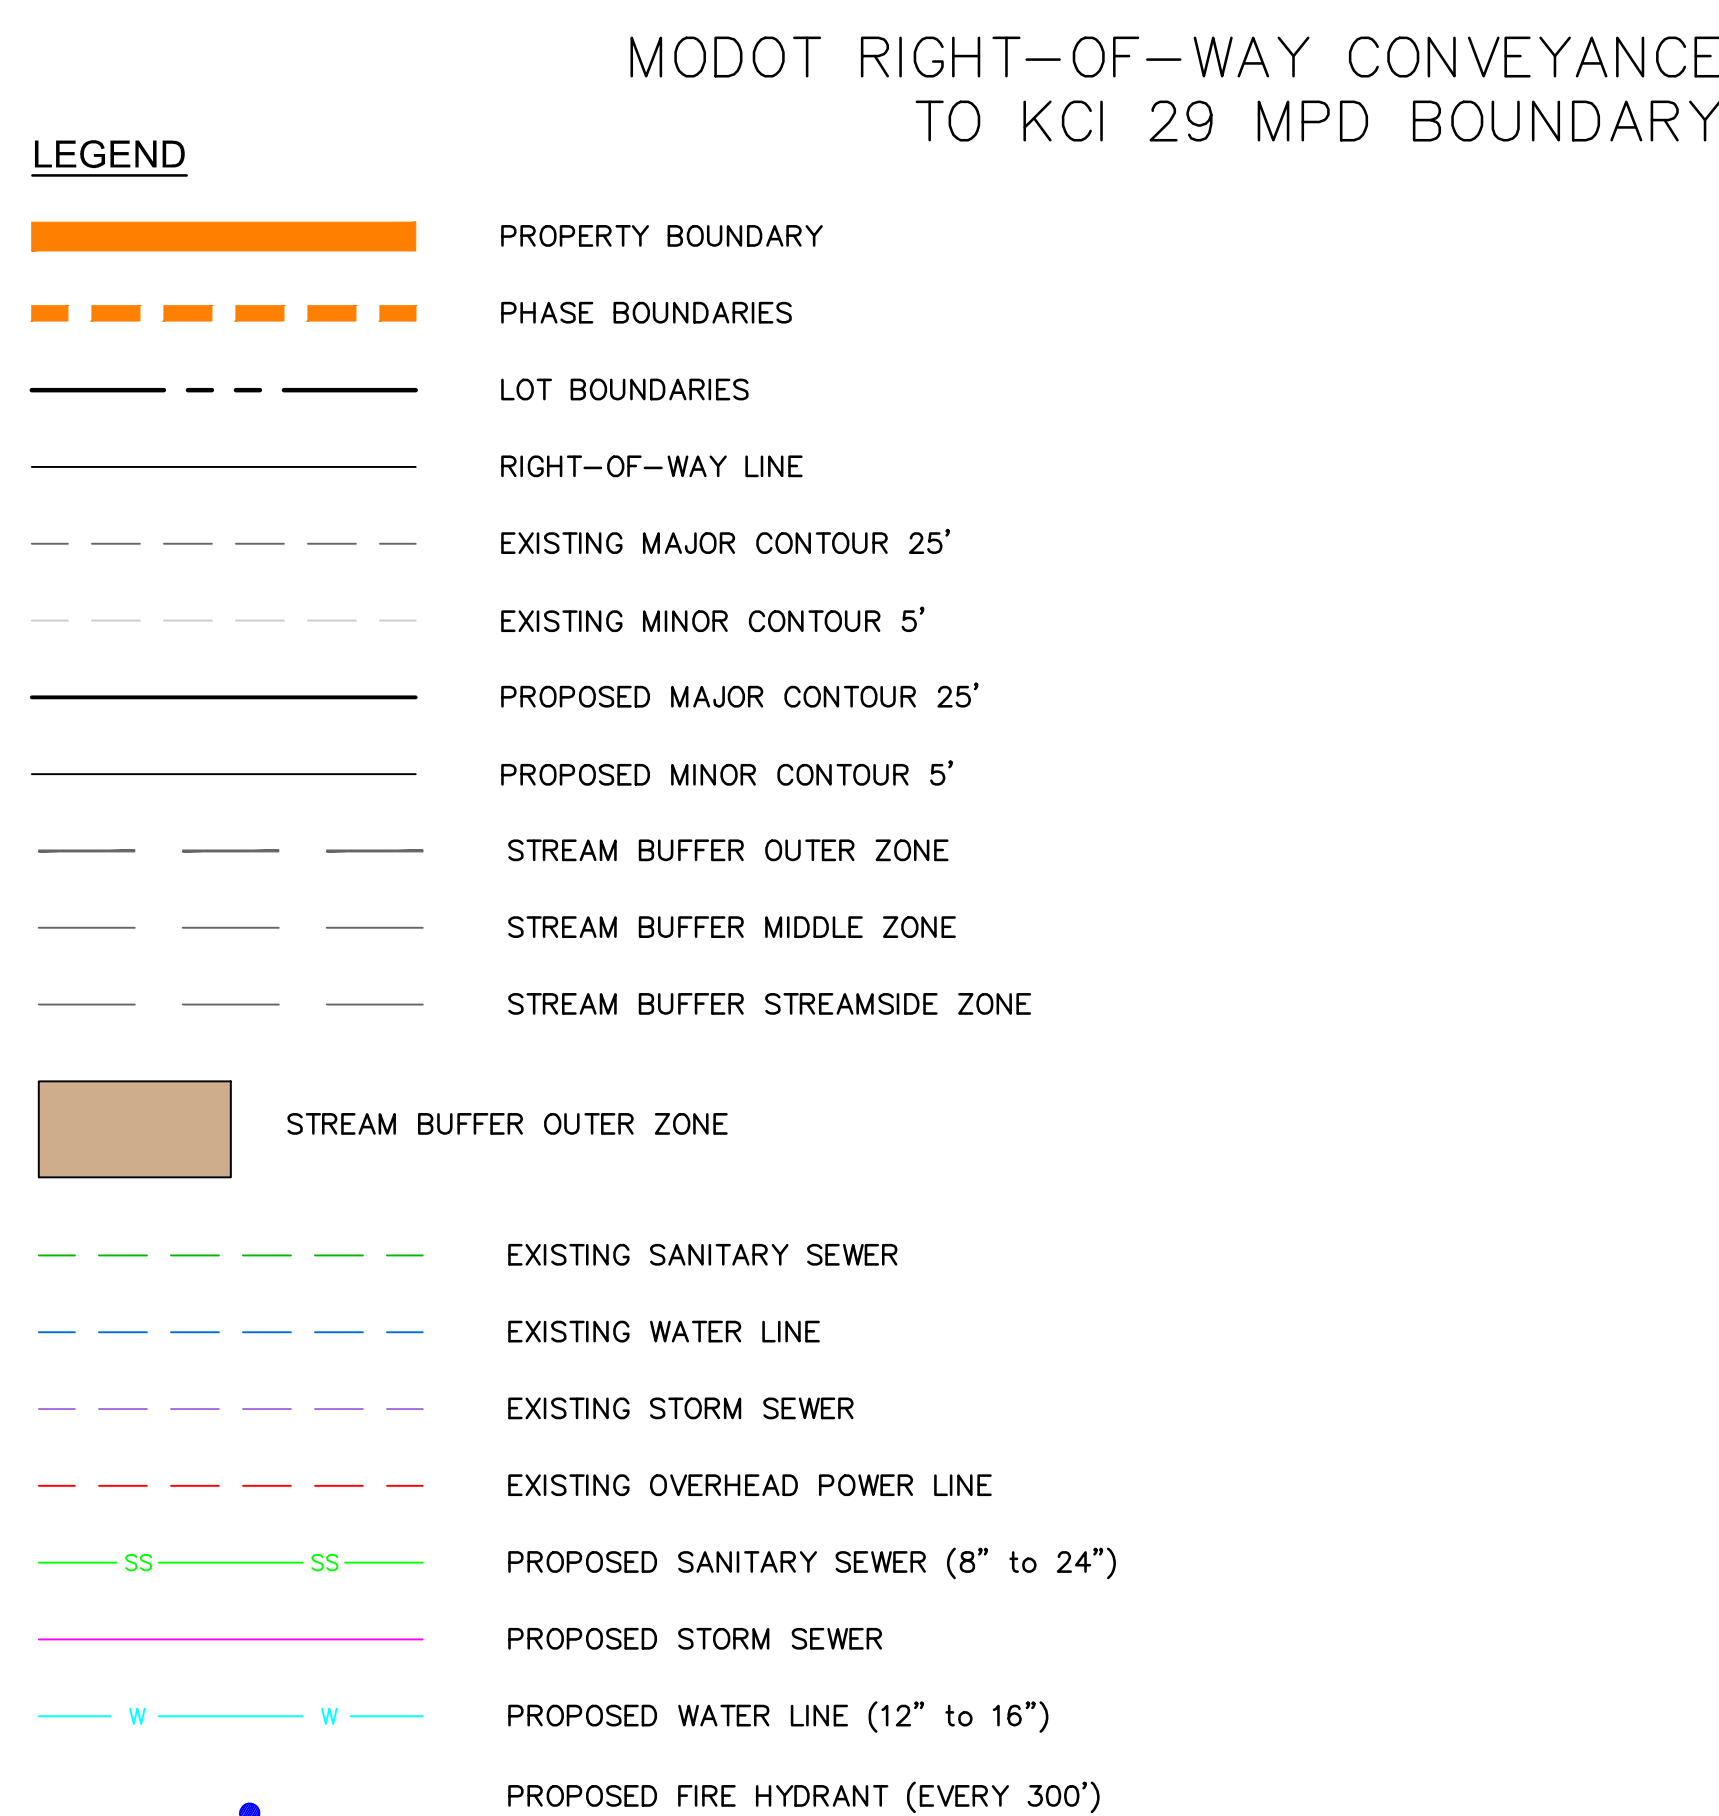 MODOT RIGHT-OF-WAY CONVEYANCE
TO KCI 29 MPD BOUNDARY
LEGEND
PROPERTY BOUNDARY
PHASE BOUNDARIES
LOT BOUNDARIES
RIGHT-OF-WAY LINE
EXISTING MAJOR CONTOUR 25'
EXISTING MINOR CONTOUR 5'
PROPOSED MAJOR CONTOUR 25'
PROPOSED MINOR CONTOUR 5'
STREAM BUFFER OUTER ZONE
STREAM BUFFER MIDDLE ZONE
STREAM BUFFER STREAMSIDE ZONE
STREAM BUFFER OUTER ZONE
EXISTING SANITARY SEWER
EXISTING WATER LINE
EXISTING STORM SEWER
EXISTING OVERHEAD POWER LINE
SS SS PROPOSED SANITARY SEWER (8" to 24")
PROPOSED STORM SEWER
W W PROPOSED WATER LINE (12" to 16")
PROPOSED FIRE HYDRANT (EVERY 300')